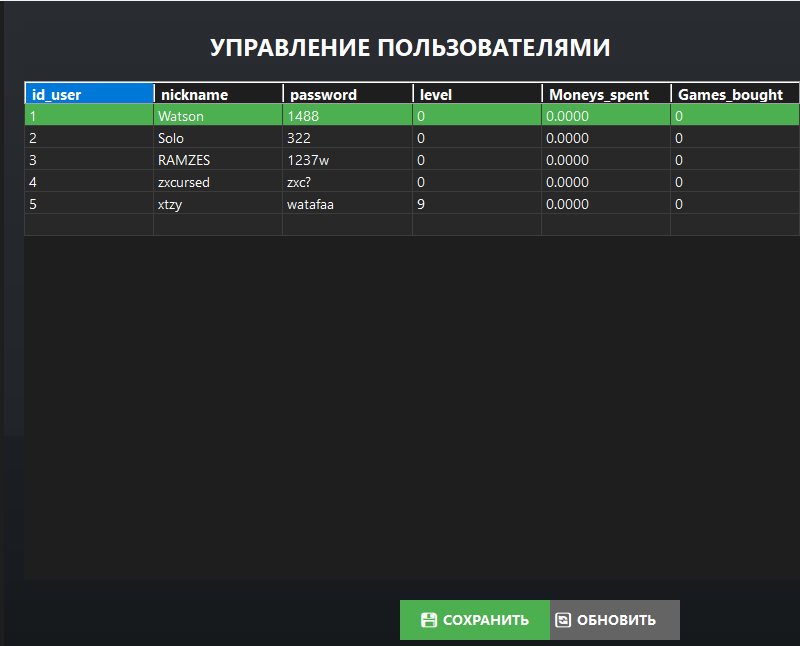 УПРАВЛЕНИЕ ПОЛЬЗОВАТЕЛЯМИ
id_user nickname password level Moneys_spent Games_bought
1 Watson 1488 0 0.0000 0
2 Solo 322 0 0.0000 0
3 RAMZES 1237w 0 0.0000 0
4 zxcursed zxc? 0 0.0000 0
5 xtzy watafaa 9 0.0000 0
СОХРАНИТЬ ОБНОВИТЬ